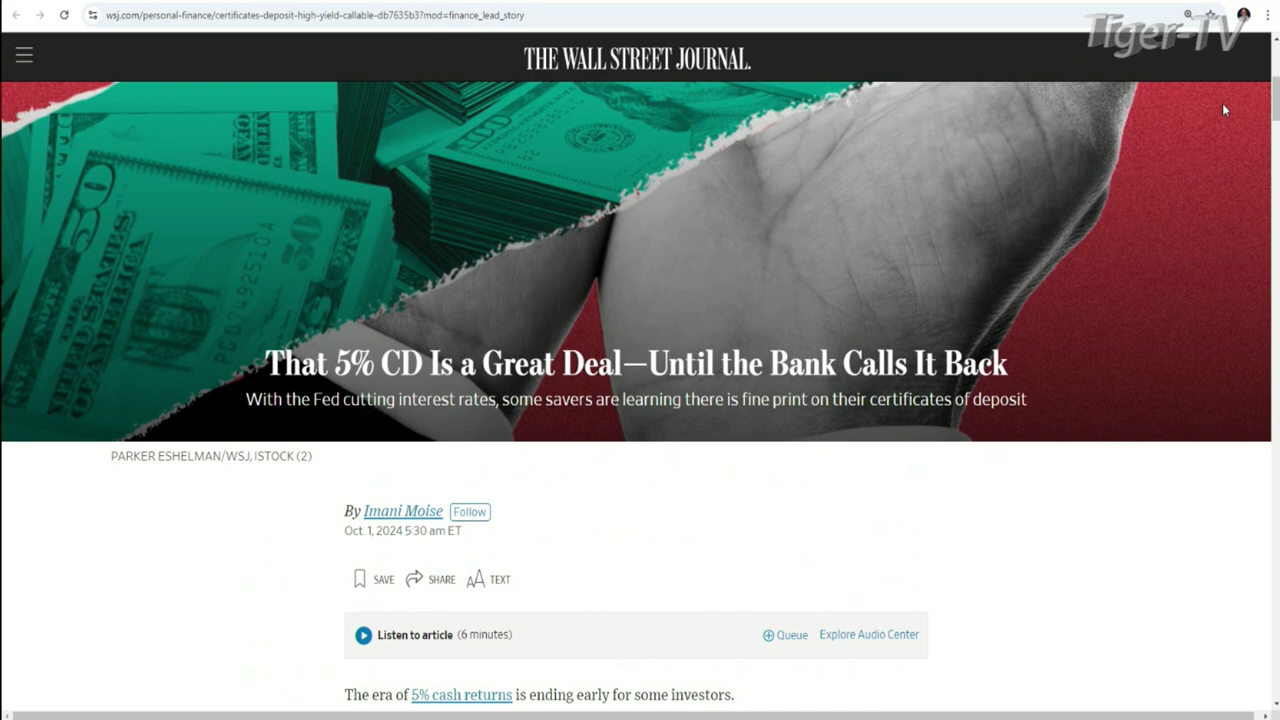 wsj.com/personal-finance/certificates-deposit-high-yield-callable-db7635b3?mod=finance_lead_story
Tiger-TV
THE WALL STREET JOURNAL.
50
PC07492510A
100
That 5% CD Is a Great Deal—Until the Bank Calls It Back
With the Fed cutting interest rates, some savers are learning there is fine print on their certificates of deposit
PARKER ESHELMAN/WSJ, ISTOCK (2)
By Imani Moise Follow
Oct. 1, 2024 5:30 am ET
SAVE SHARE AA TEXT
Listen to article (6 minutes) Queue Explore Audio Center
The era of 5% cash returns is ending early for some investors.